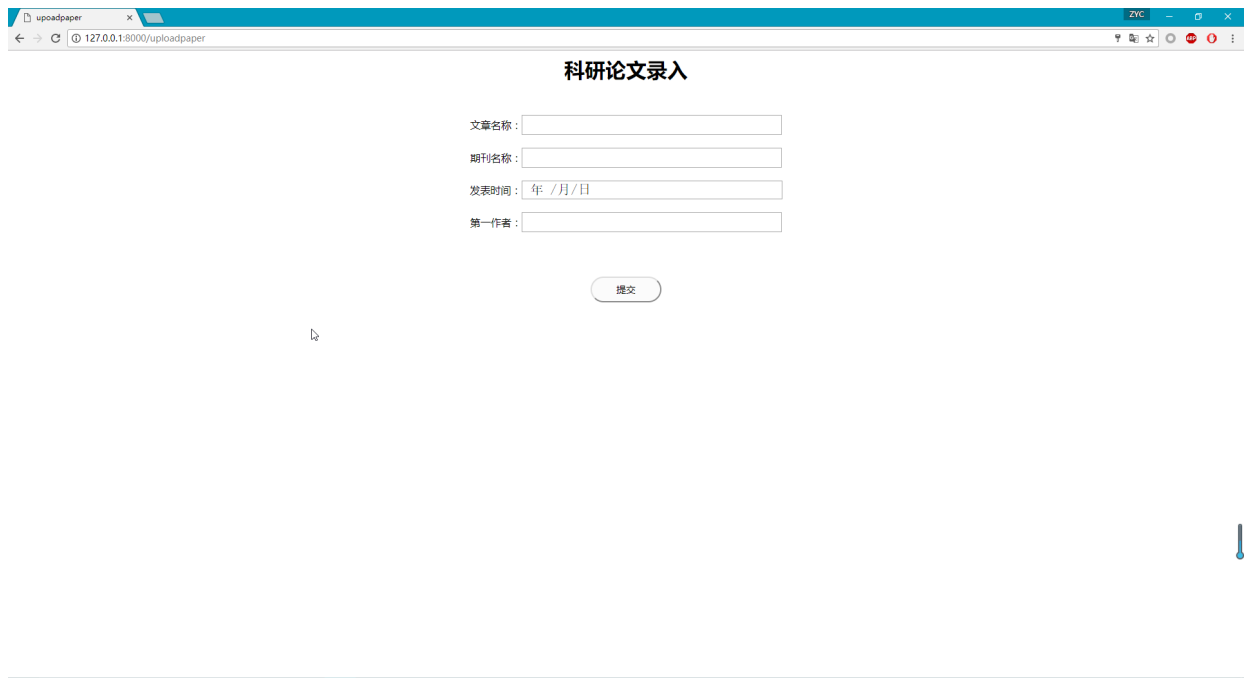 upoadpaper
ZYC
127.0.0.1:8000/uploadpaper
ABP
科研论文录入
文章名称：
期刊名称：
发表时间： 年 /月/日
第一作者：
提交